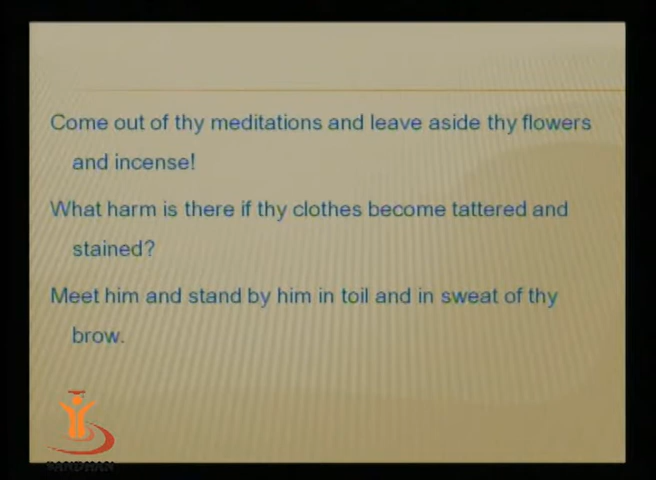 Come out of thy meditations and leave aside thy flowers
and incense!
What harm is there if thy clothes become tattered and
stained?
Meet him and stand by him in toil and in sweat of thy
brow.